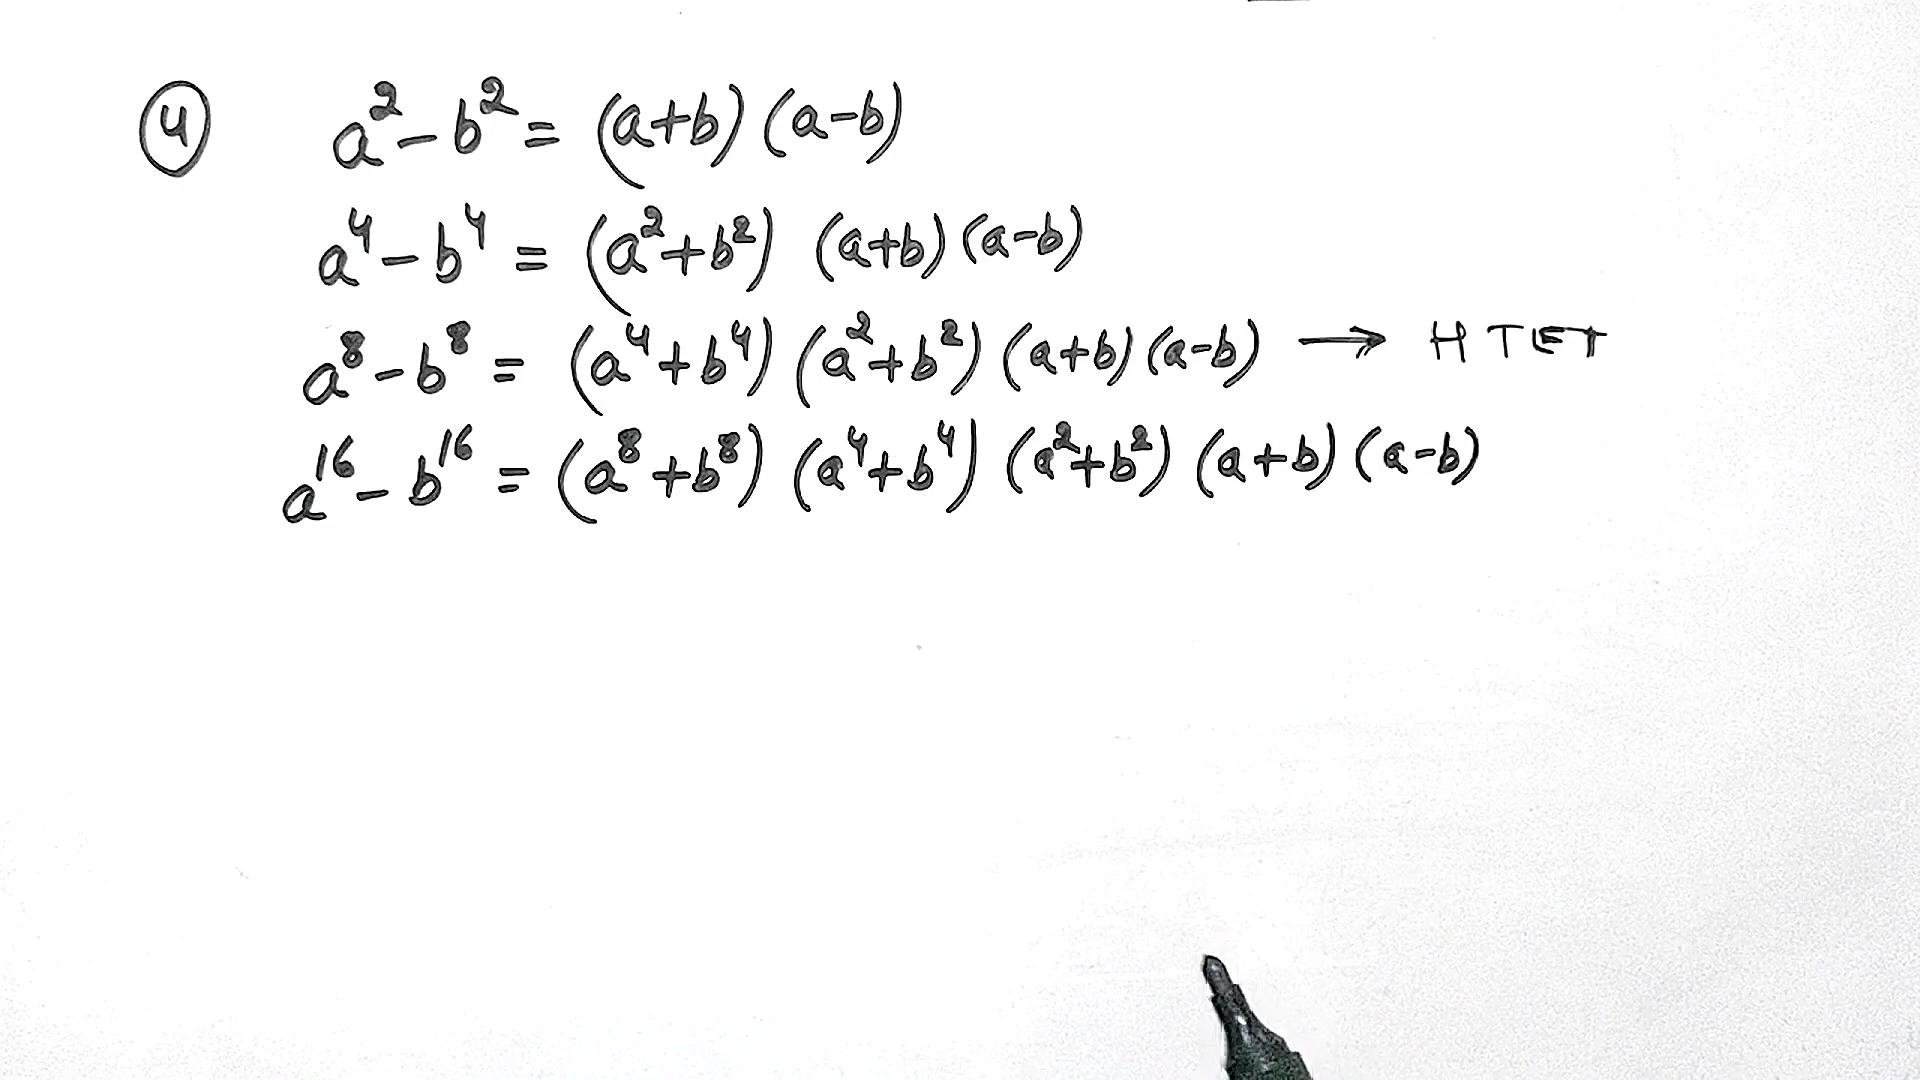 ④ a² - b² = (a+b) (a-b)
a⁴ - b⁴ = (a²+b²) (a+b) (a-b)
a⁸ - b⁸ = (a⁴+b⁴) (a²+b²) (a+b) (a-b) → HTET
a¹⁶ - b¹⁶ = (a⁸+b⁸) (a⁴+b⁴) (a²+b²) (a+b) (a-b)